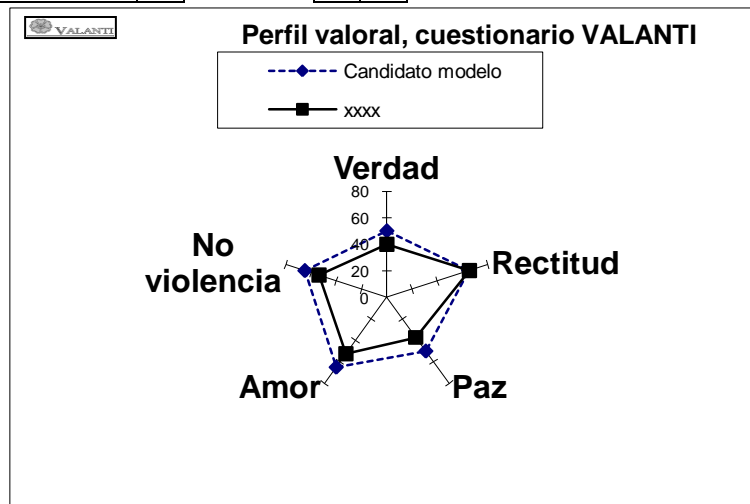 VALANTI
Perfil valoral, cuestionario VALANTI
Candidato modelo
xxxx
Verdad
80
60
40
20
0
No
violencia
Rectitud
Amor
Paz